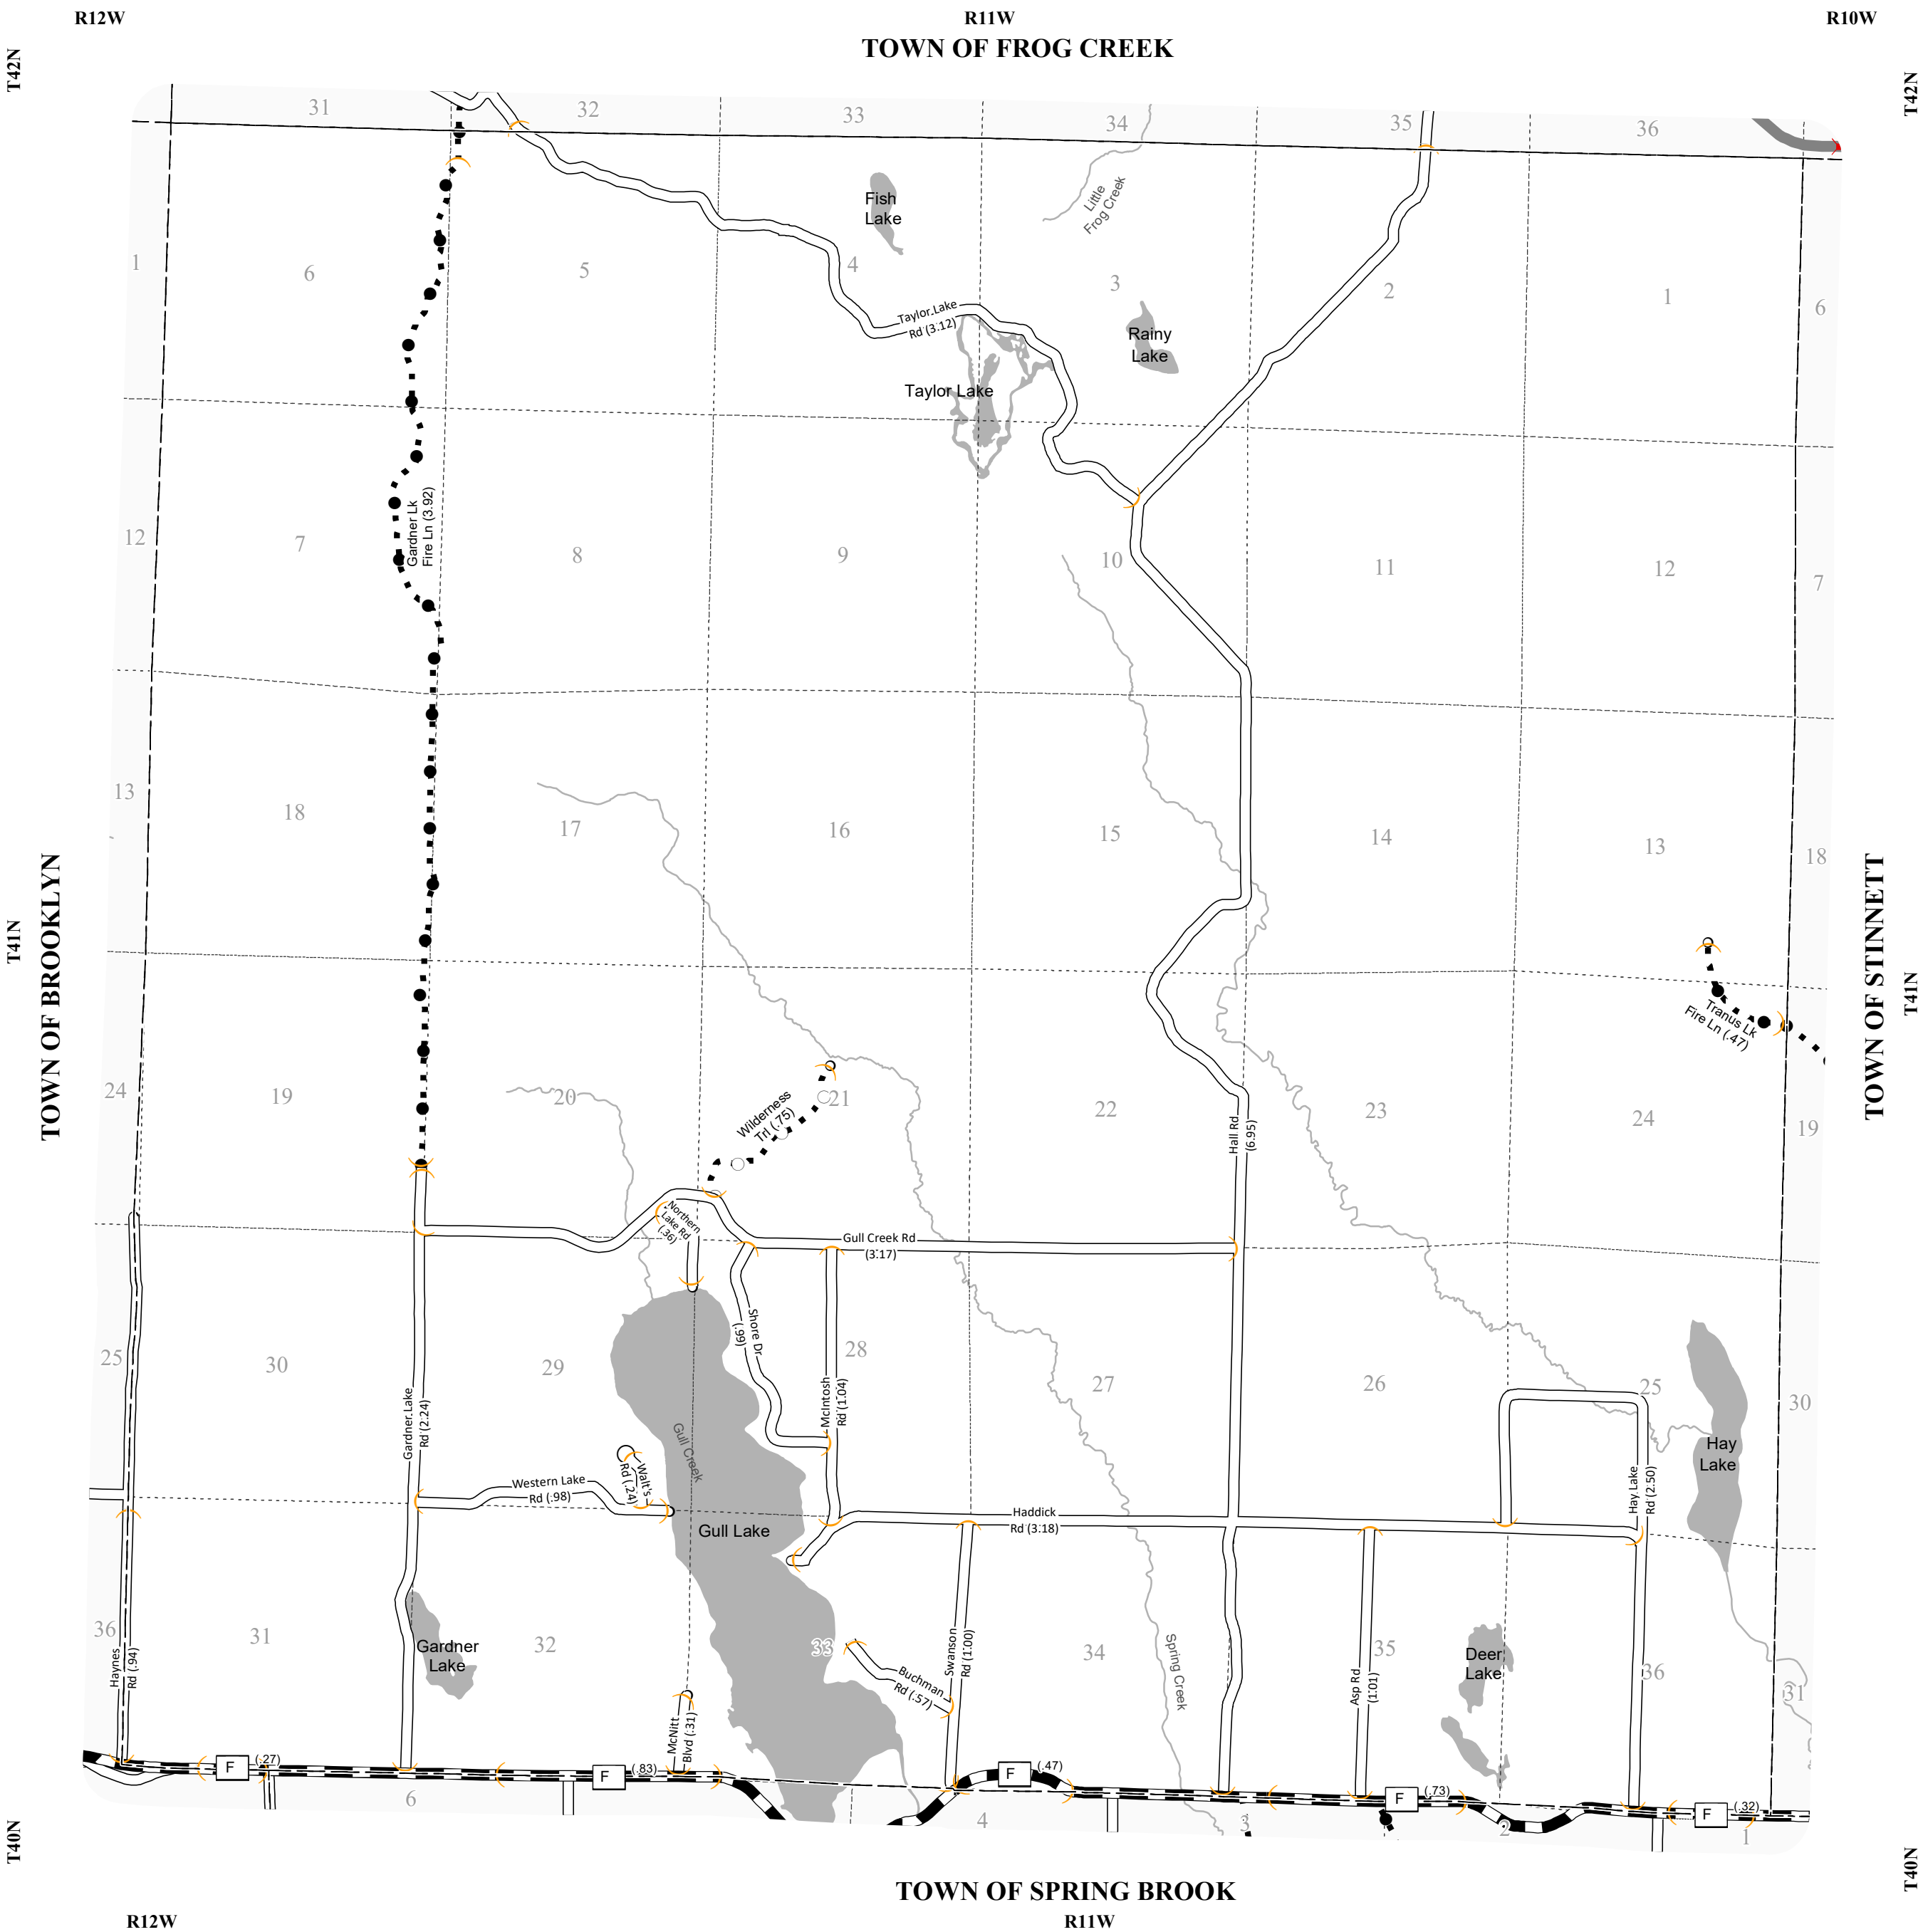 R12W
R11W
R10W
TOWN OF FROG CREEK
T42N
T42N
31
32
33
34
35
36
Fish
Lake
Little
Frog Creek
1
6
5
4
3
2
1
6
Taylor Lake
Rd (3.12)
Rainy
Lake
Taylor Lake
Gardner Lk
Fire Ln (3.92)
12
7
8
9
10
11
12
7
13
18
17
16
15
14
13
18
TOWN OF BROOKLYN
T41N
TOWN OF STINNETT
T41N
Tranus Lk
Fire Ln (.47)
24
19
20
Wilderness
Trl (.75)
21
22
Hall Rd
(6.95)
23
24
19
Northern
Lake Rd
(.36)
Gull Creek Rd
(3.17)
Shore Dr
(.99)
25
30
29
28
27
26
25
30
Gardner Lake
Rd (2.24)
McIntosh
Rd (1.04)
Gull Creek
Hay
Lake
Western Lake
Rd (.98)
Walt's
Rd (.24)
Hay Lake
Rd (2.50)
Gull Lake
Haddick
Rd (3.18)
36
31
Gardner
Lake
32
33
Buchman
Rd (.57)
Swanson
Rd (1.00)
34
Spring Creek
35
Asp Rd
(1.01)
Deer
Lake
36
31
Haynes
Rd (.94)
McNitt
Blvd (.31)
F
(.27)
F
(.83)
F
(.47)
F
(.73)
F
(.32)
6
4
3
2
1
T40N
T40N
TOWN OF SPRING BROOK
R12W
R11W